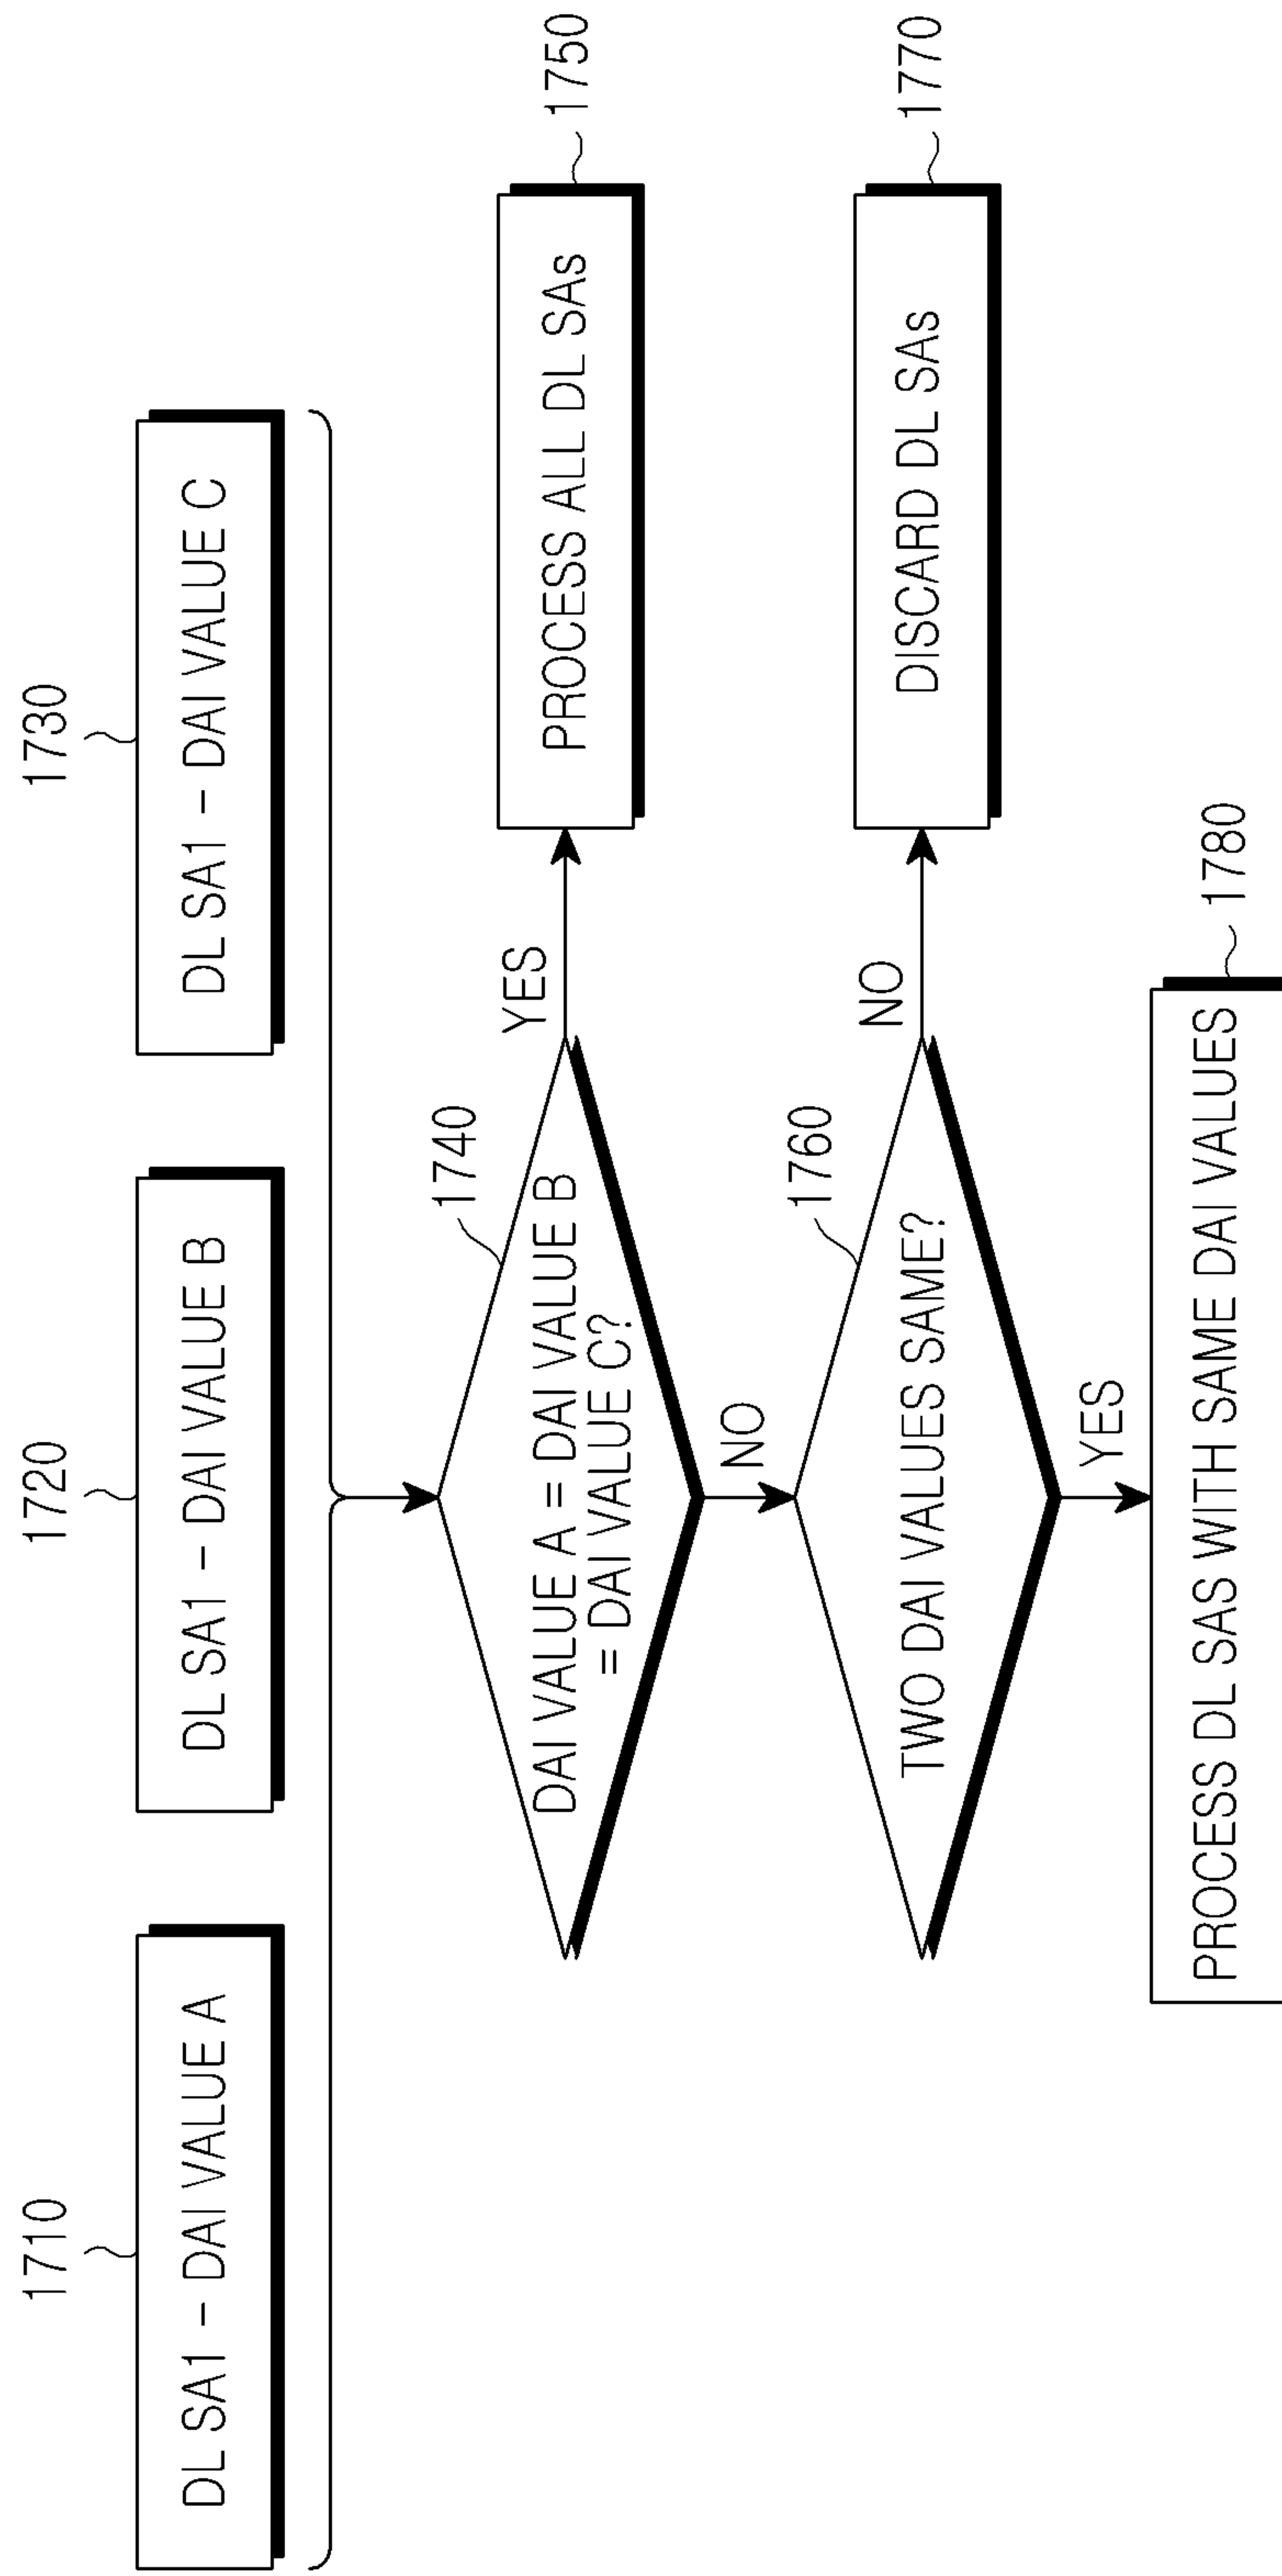 1710
1720
1730
DL SA1 - DAI VALUE A
DL SA1 - DAI VALUE B
DL SA1 - DAI VALUE C
1740
DAI VALUE A = DAI VALUE B
= DAI VALUE C?
YES
PROCESS ALL DL SAs
1750
NO
1760
TWO DAI VALUES SAME?
NO
DISCARD DL SAs
1770
YES
PROCESS DL SAS WITH SAME DAI VALUES
1780